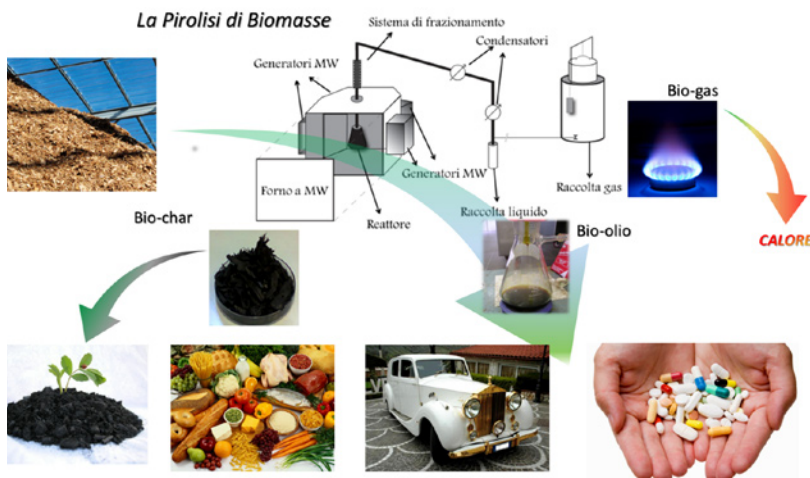 La Pirolisi di Biomasse
Sistema di frazionamento
Condensatori
Generatori MW
Bio-gas
Generatori MW
Forno a MW
Raccolta gas
Reattore
Raccolta liquido
Bio-char
Bio-olio
CALORE